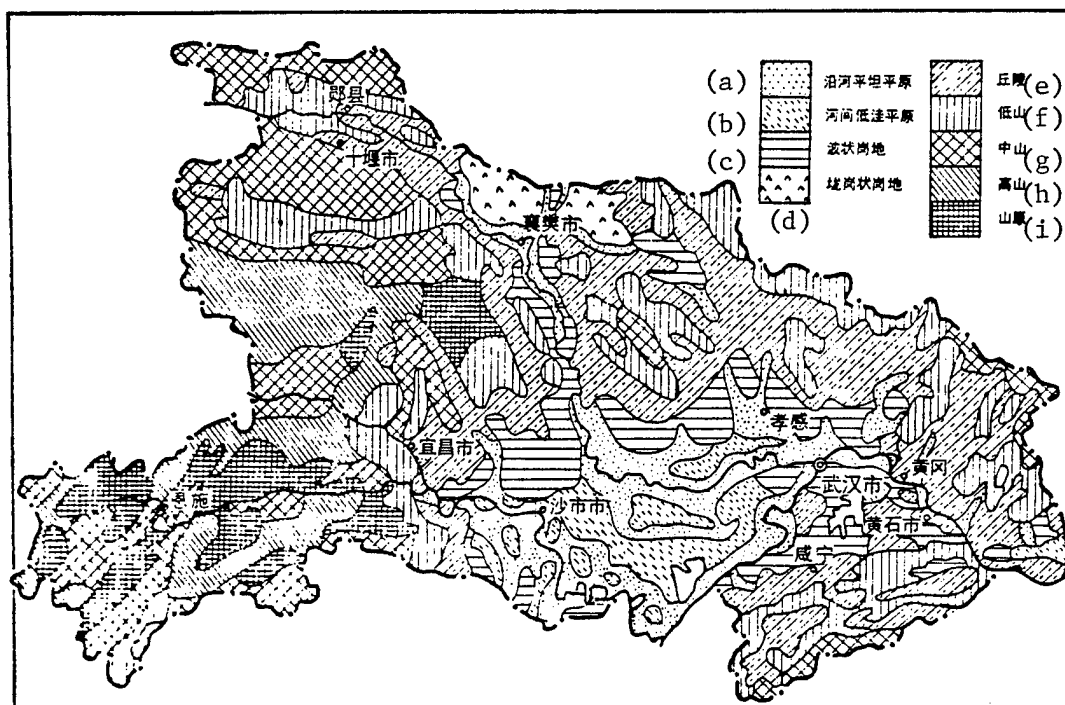 (a) 沿河平坦平原
(b) 河间低洼平原
(c) 波状岗地
垅岗状岗地
(d)
丘陵 (e)
低山 (f)
中山 (g)
高山 (h)
山原 (i)
郧县
十堰市
襄樊市
孝感
宜昌市
黄冈
武汉市
恩施
沙市市
黄石市
咸宁